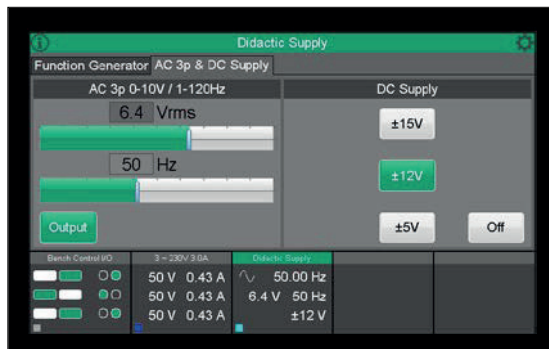 Didactic Supply
Function Generator AC 3p & DC Supply
AC 3p 0-10V / 1-120Hz
DC Supply
6.4 Vrms
±15V
50 Hz
±12V
Output
±5V
Off
Bench Control I/O
3 ~ 230V 3.0A
Didactic Supply
50 V 0.43 A
50.00 Hz
50 V 0.43 A
6.4 V 50 Hz
50 V 0.43 A
±12 V